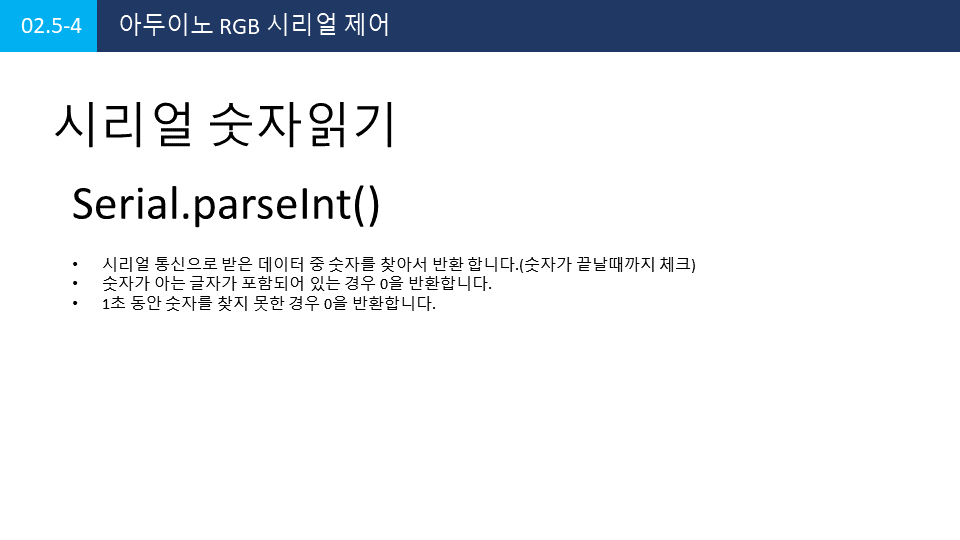 02.5-4 아두이노 RGB 시리얼 제어
시리얼 숫자읽기
Serial.parseInt()
• 시리얼 통신으로 받은 데이터 중 숫자를 찾아서 반환 합니다.(숫자가 끝날때까지 체크)
• 숫자가 아는 글자가 포함되어 있는 경우 0을 반환합니다.
• 1초 동안 숫자를 찾지 못한 경우 0을 반환합니다.